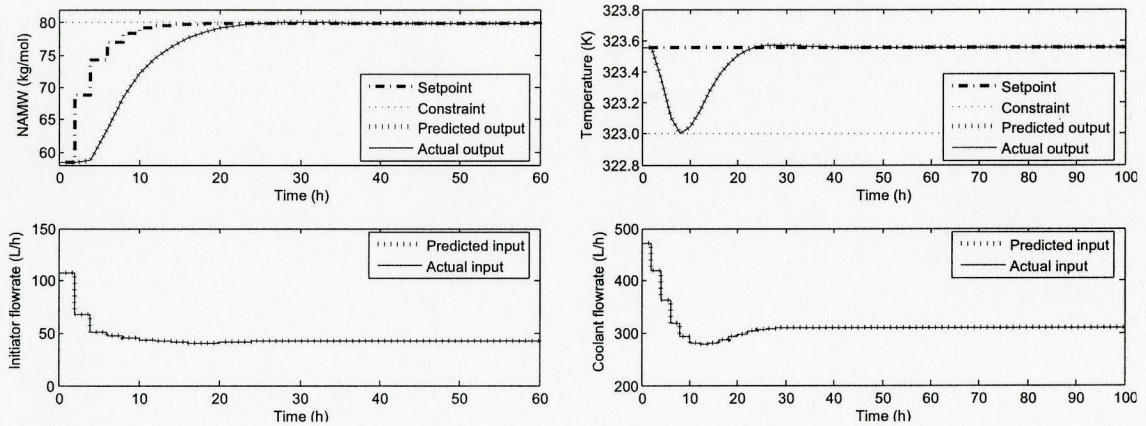 NAMW (kg/mol)
80
75
70
65
60
Setpoint
Constraint
Predicted output
Actual output
0 10 20 30 40 50 60
Time (h)
Temperature (K)
323.8
323.6
323.4
323.2
323.0
322.8
Setpoint
Constraint
Predicted output
Actual output
0 10 20 30 40 50 60 70 80 90 100
Time (h)
Initiator flowrate (L/h)
150
100
50
0
Predicted input
Actual input
0 10 20 30 40 50 60
Time (h)
Coolant flowrate (L/h)
500
400
300
200
Predicted input
Actual input
0 10 20 30 40 50 60 70 80 90 100
Time (h)